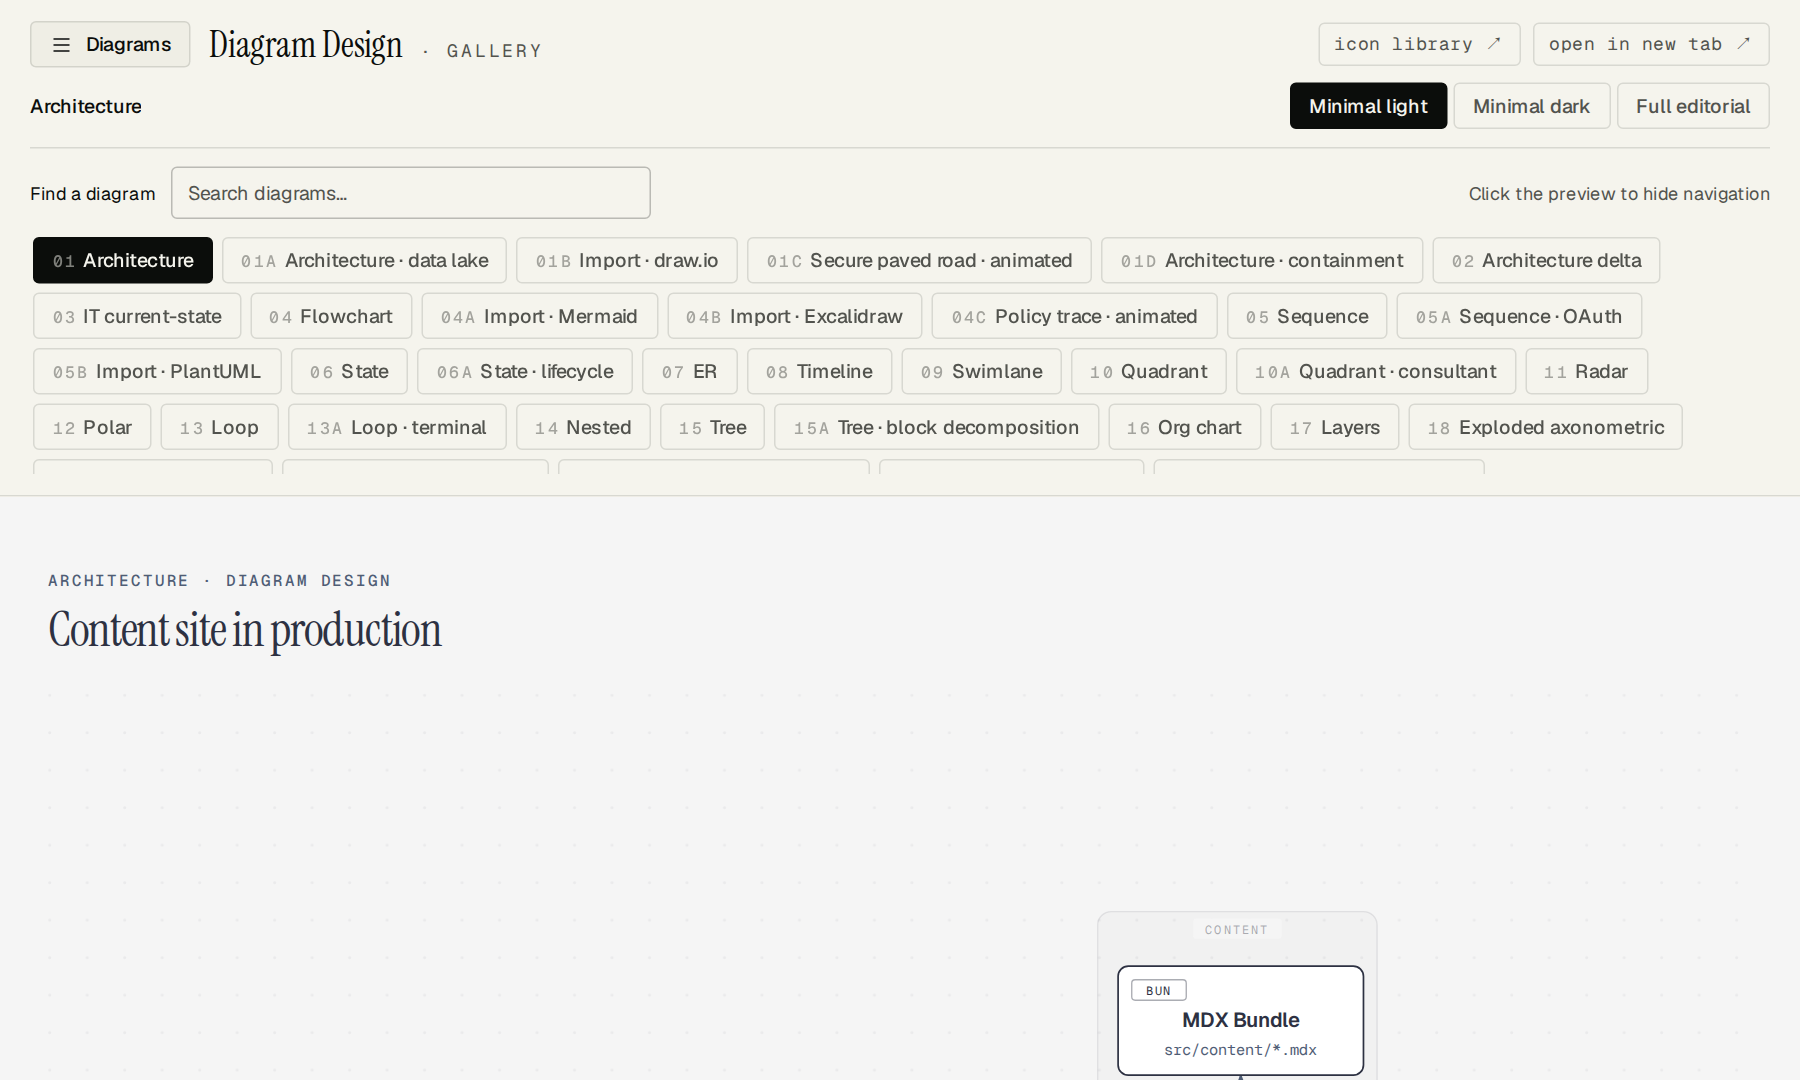 Diagrams Diagram Design · GALLERY icon library ↗ open in new tab ↗
Architecture Minimal light Minimal dark Full editorial
Find a diagram Search diagrams... Click the preview to hide navigation
01 Architecture 01A Architecture · data lake 01B Import · draw.io 01C Secure paved road · animated 01D Architecture · containment 02 Architecture delta
03 IT current-state 04 Flowchart 04A Import · Mermaid 04B Import · Excalidraw 04C Policy trace · animated 05 Sequence 05A Sequence · OAuth
05B Import · PlantUML 06 State 06A State · lifecycle 07 ER 08 Timeline 09 Swimlane 10 Quadrant 10A Quadrant · consultant 11 Radar
12 Polar 13 Loop 13A Loop · terminal 14 Nested 15 Tree 15A Tree · block decomposition 16 Org chart 17 Layers 18 Exploded axonometric
ARCHITECTURE · DIAGRAM DESIGN
Content site in production
CONTENT
BUN
MDX Bundle
src/content/*.mdx